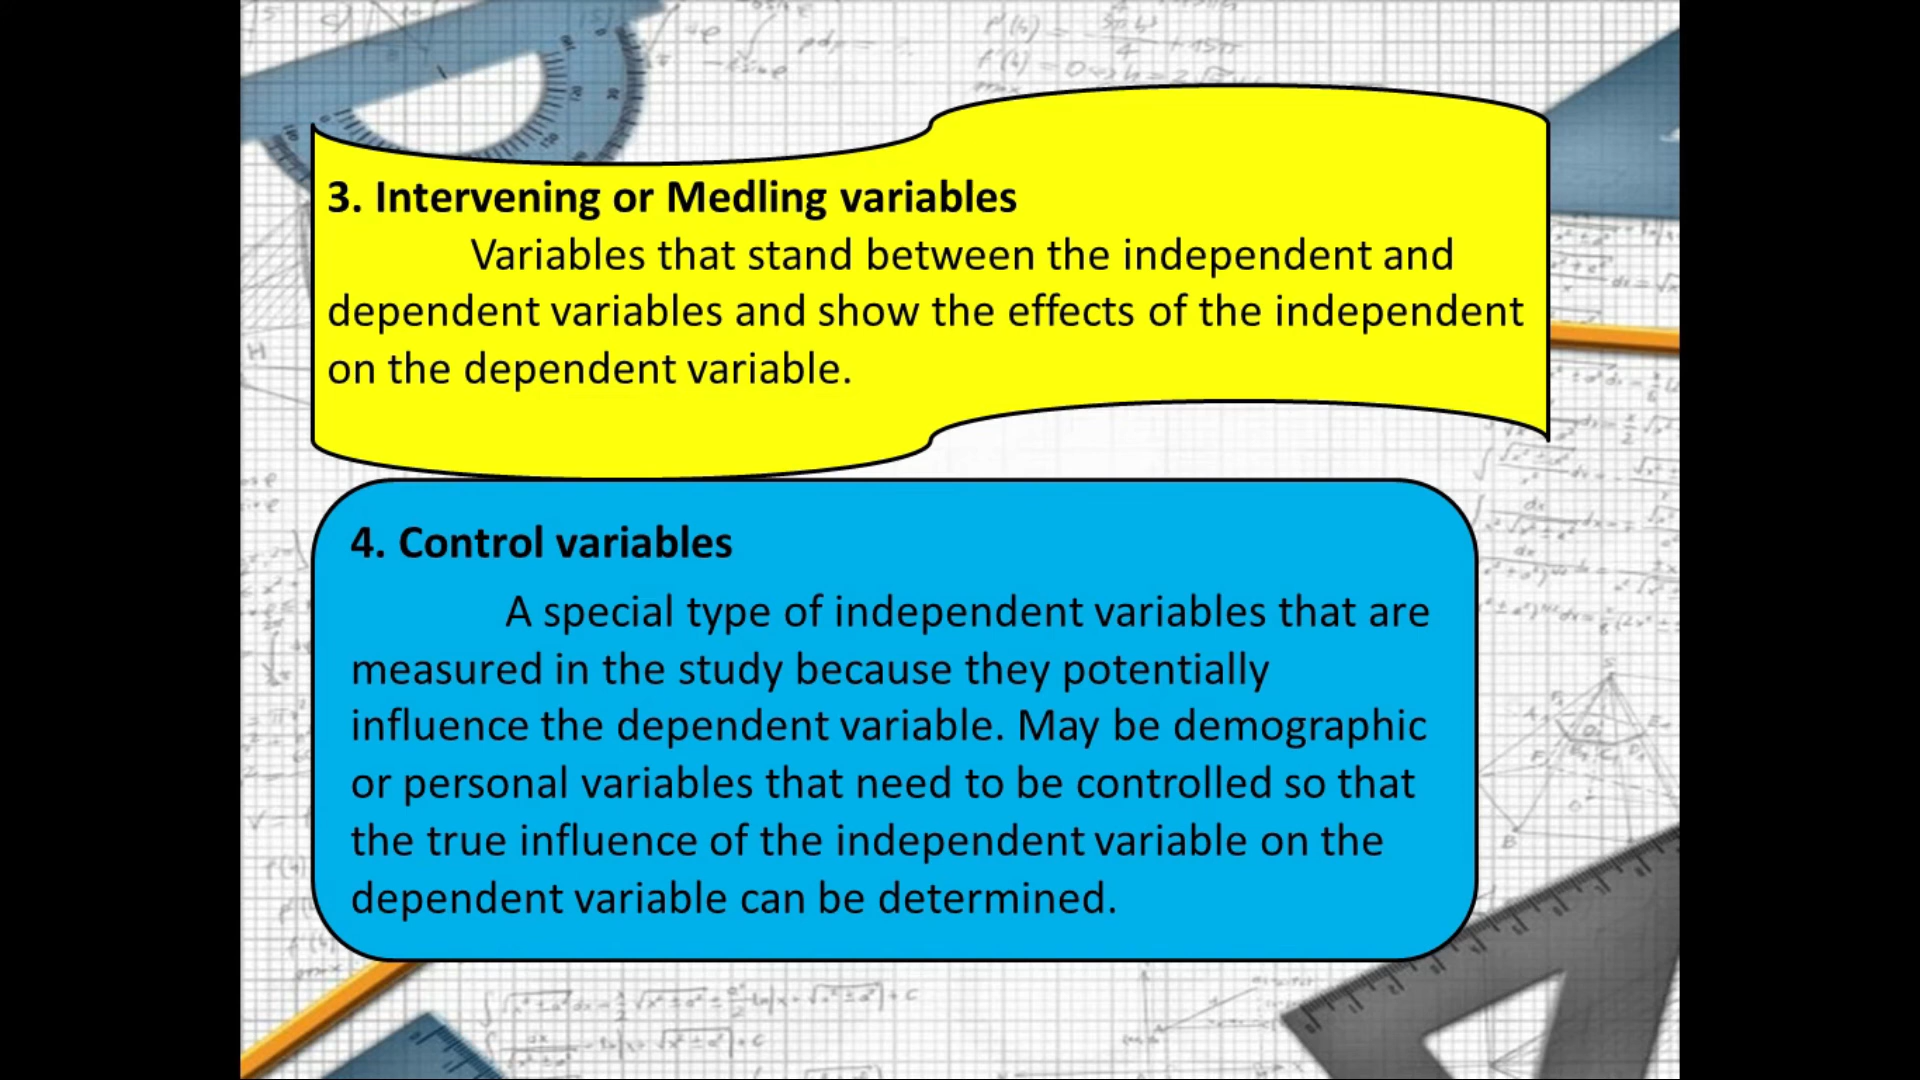 3. Intervening or Medling variables
Variables that stand between the independent and
dependent variables and show the effects of the independent
on the dependent variable.
4. Control variables
A special type of independent variables that are
measured in the study because they potentially
influence the dependent variable. May be demographic
or personal variables that need to be controlled so that
the true influence of the independent variable on the
dependent variable can be determined.